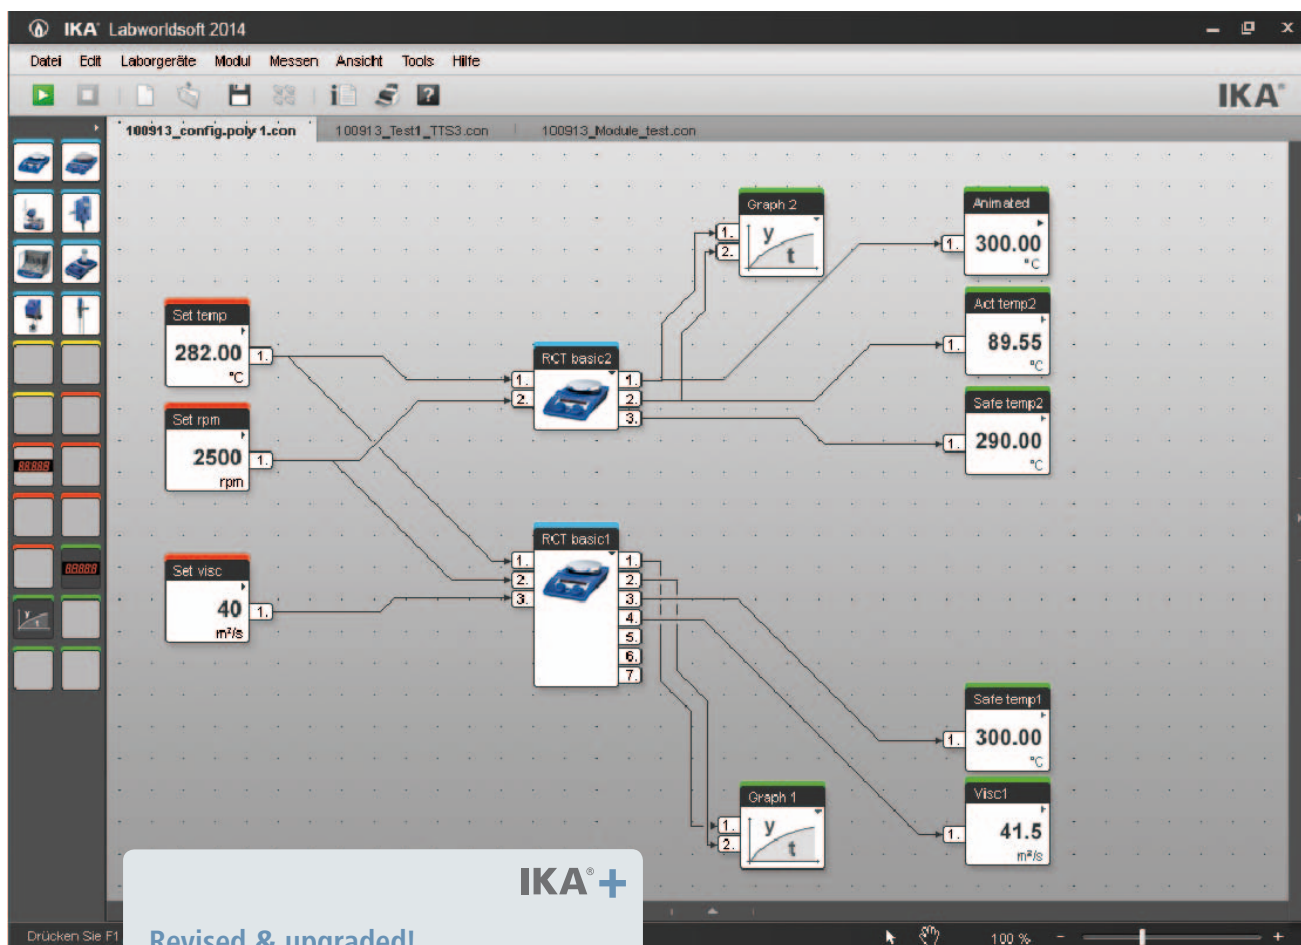 IKA® Labworldsoft 2014
Datei Edit Laborgeräte Modul Messen Ansicht Tools Hilfe
IKA®
100913_config.poly 1.con 100913_Test1_TTS3.con 100913_Module_test.con
Graph 2
1. y
2. t
Animated
1. 300.00
°C
Set temp
282.00 1.
°C
Act temp2
1. 89.55
°C
RCT basic2
1. 1.
2. 2.
3.
Safe temp2
1. 290.00
°C
Set rpm
2500 1.
rpm
88888
88888
y
t
RCT basic1
1. 1.
2. 2.
3. 3.
4.
5.
6.
7.
Set visc
40 1.
m²/s
Safe temp1
1. 300.00
°C
Graph 1
1. y
2. t
Visc1
1. 41.5
m²/s
IKA®+
Revised & upgraded!
Drücken Sie F1
100 % - +